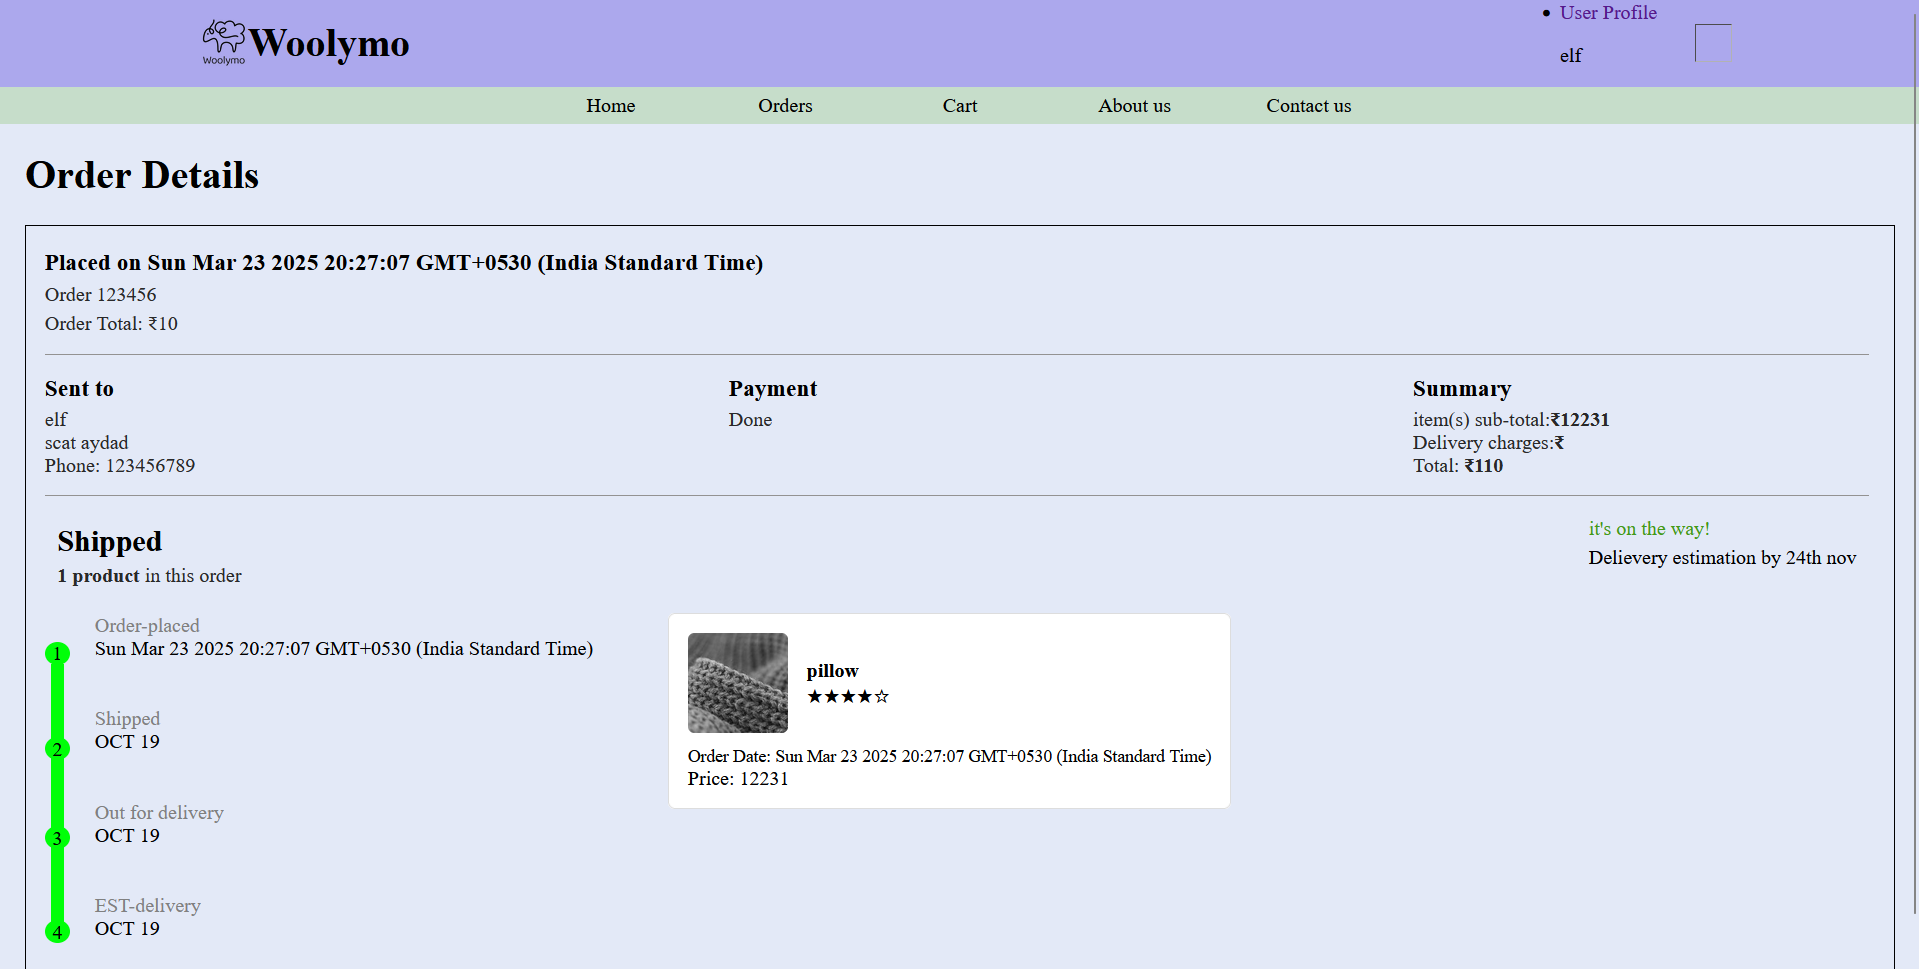 Woolymo
Woolymo
User Profile
elf
Home Orders Cart About us Contact us
Order Details
Placed on Sun Mar 23 2025 20:27:07 GMT+0530 (India Standard Time)
Order 123456
Order Total: ₹10
Sent to
elf
scat aydad
Phone: 123456789
Payment
Done
Summary
item(s) sub-total:₹12231
Delivery charges:₹
Total: ₹110
Shipped
1 product in this order
it's on the way!
Delievery estimation by 24th nov
1
Order-placed
Sun Mar 23 2025 20:27:07 GMT+0530 (India Standard Time)
2
Shipped
OCT 19
3
Out for delivery
OCT 19
4
EST-delivery
OCT 19
pillow
★★★★☆
Order Date: Sun Mar 23 2025 20:27:07 GMT+0530 (India Standard Time)
Price: 12231